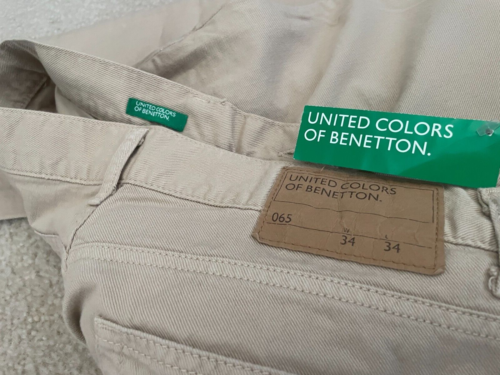 UNITED COLORS
OF BENETTON.
UNITED COLORS
OF BENETTON.
UNITED COLORS
OF BENETTON.
065
34 34